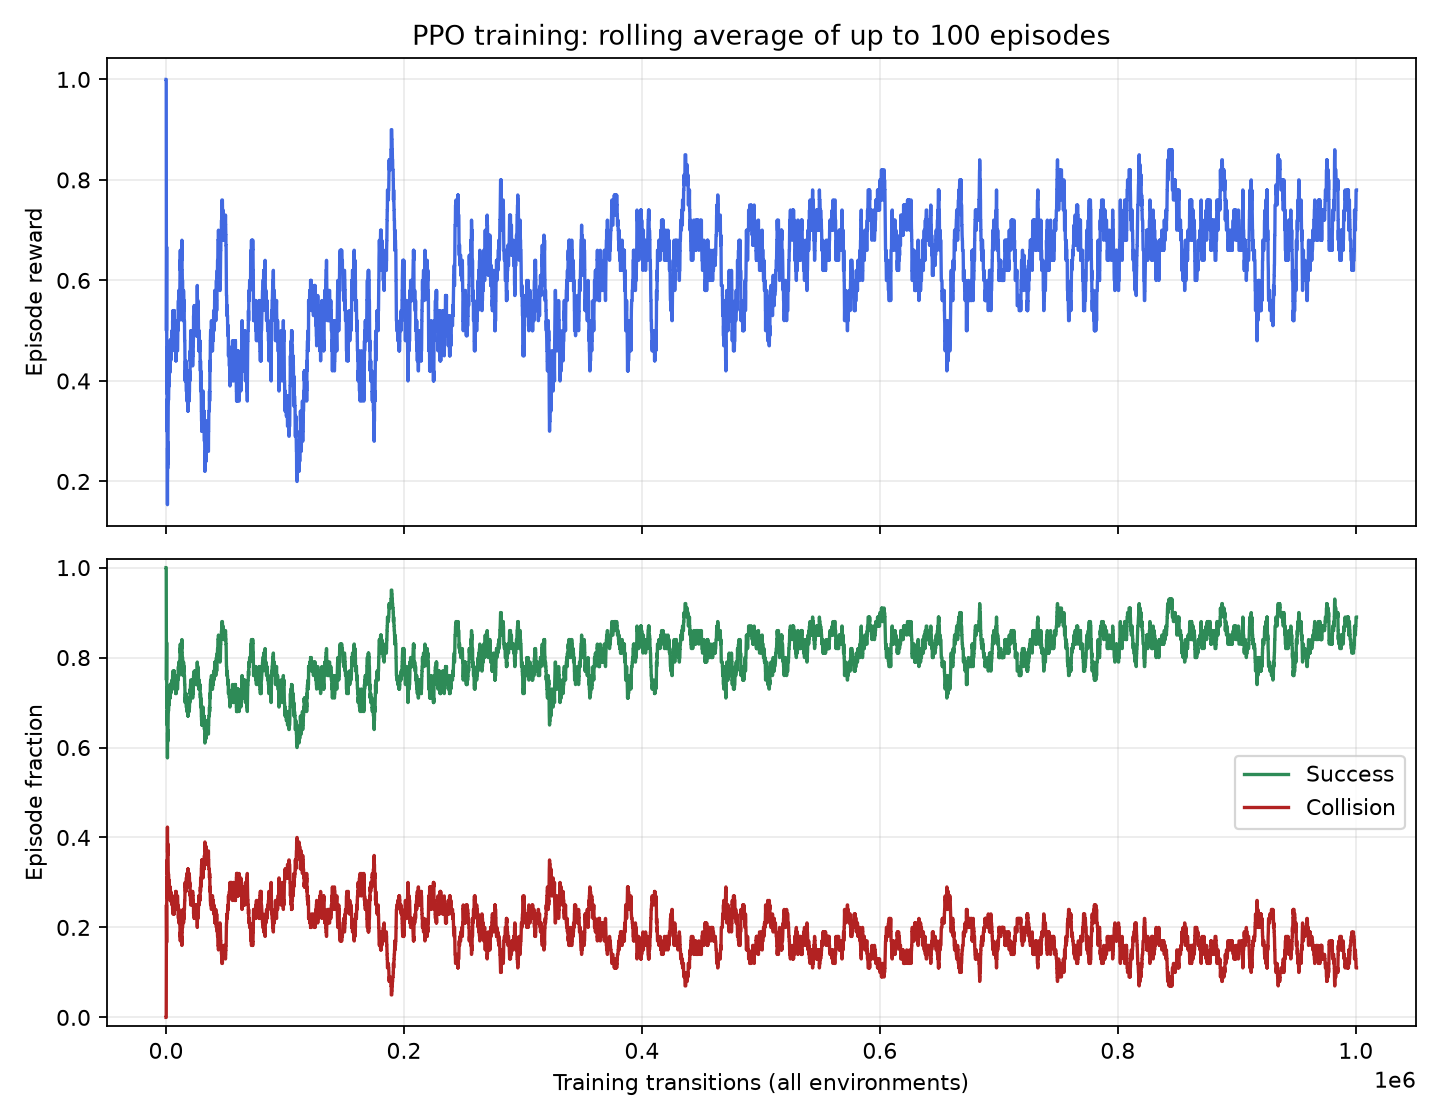 PPO training: rolling average of up to 100 episodes
Episode reward
1.0
0.8
0.6
0.4
0.2
Episode fraction
1.0
0.8
0.6
0.4
0.2
0.0
Success
Collision
0.0 0.2 0.4 0.6 0.8 1.0
1e6
Training transitions (all environments)